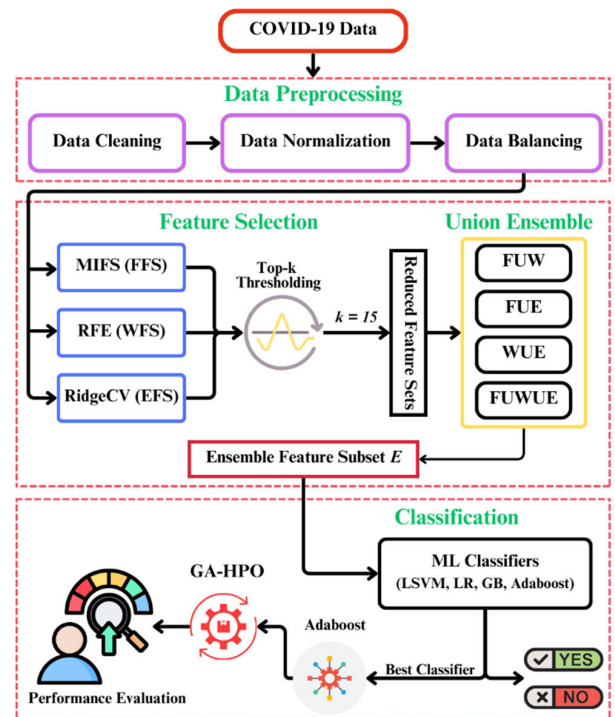 COVID-19 Data
Data Preprocessing
Data Cleaning
Data Normalization
Data Balancing
Feature Selection
Union Ensemble
MIFS (FFS)
RFE (WFS)
RidgeCV (EFS)
Top-k
Thresholding
k = 15
Reduced Feature Sets
FUW
FUE
WUE
FUWUE
Ensemble Feature Subset E
Classification
ML Classifiers
(LSVM, LR, GB, Adaboost)
GA-HPO
Adaboost
Best Classifier
YES
NO
Performance Evaluation